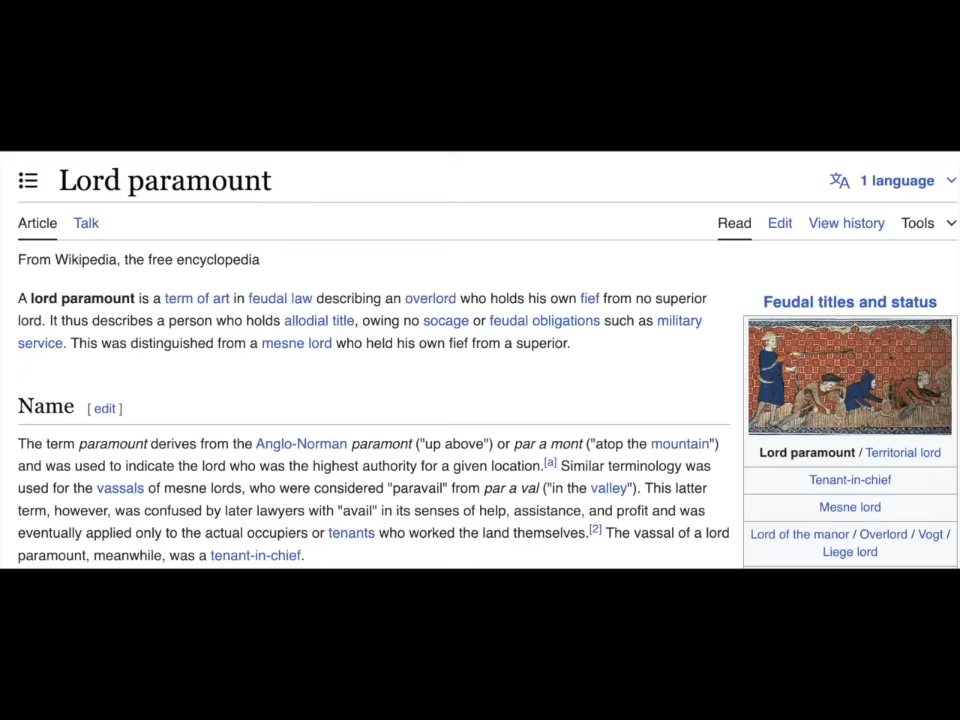 Lord paramount
1 language
Article Talk
Read Edit View history Tools
From Wikipedia, the free encyclopedia
A lord paramount is a term of art in feudal law describing an overlord who holds his own fief from no superior
lord. It thus describes a person who holds allodial title, owing no socage or feudal obligations such as military
service. This was distinguished from a mesne lord who held his own fief from a superior.
Name [ edit ]
The term paramount derives from the Anglo-Norman paramont ("up above") or par a mont ("atop the mountain")
and was used to indicate the lord who was the highest authority for a given location.[a] Similar terminology was
used for the vassals of mesne lords, who were considered "paravail" from par a val ("in the valley"). This latter
term, however, was confused by later lawyers with "avail" in its senses of help, assistance, and profit and was
eventually applied only to the actual occupiers or tenants who worked the land themselves.[2] The vassal of a lord
paramount, meanwhile, was a tenant-in-chief.
Feudal titles and status
Lord paramount / Territorial lord
Tenant-in-chief
Mesne lord
Lord of the manor / Overlord / Vogt /
Liege lord